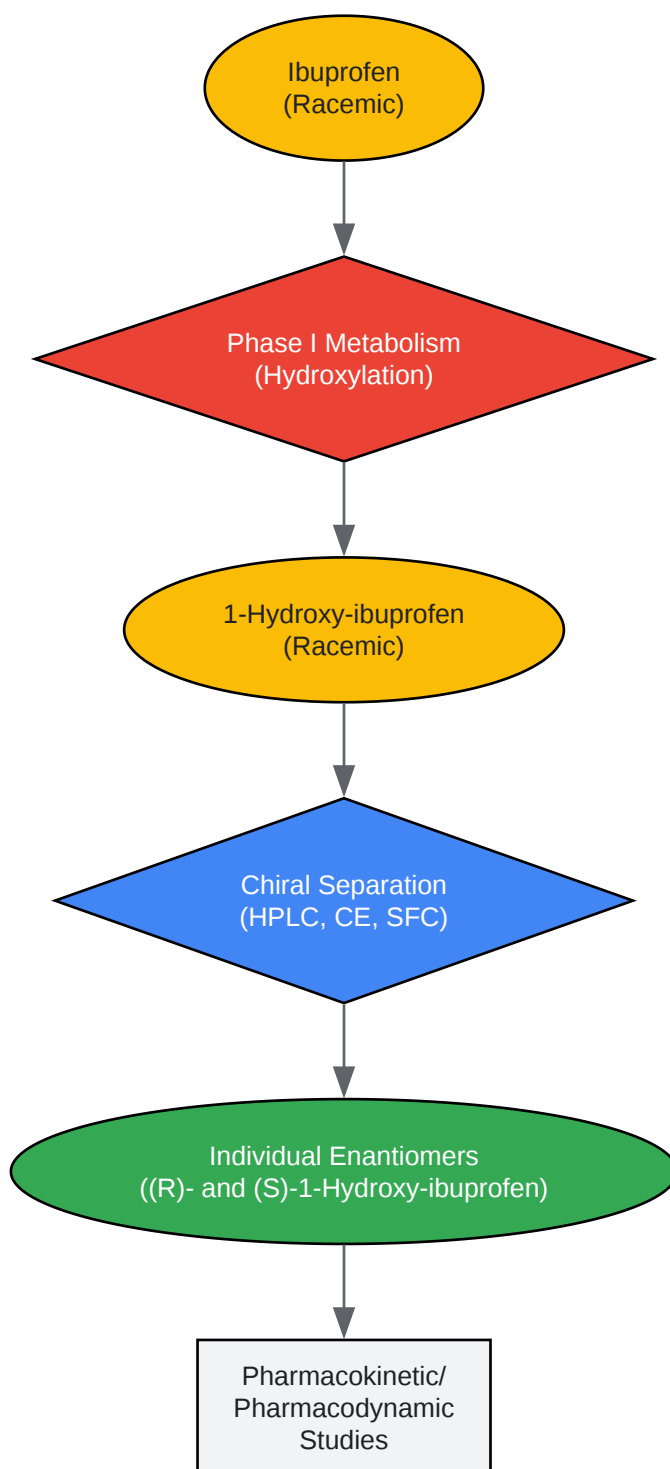 Ibuprofen
(Racemic)
Phase I Metabolism
(Hydroxylation)
1-Hydroxy-ibuprofen
(Racemic)
Chiral Separation
(HPLC, CE, SFC)
Individual Enantiomers
((R)- and (S)-1-Hydroxy-ibuprofen)
Pharmacokinetic/
Pharmacodynamic
Studies